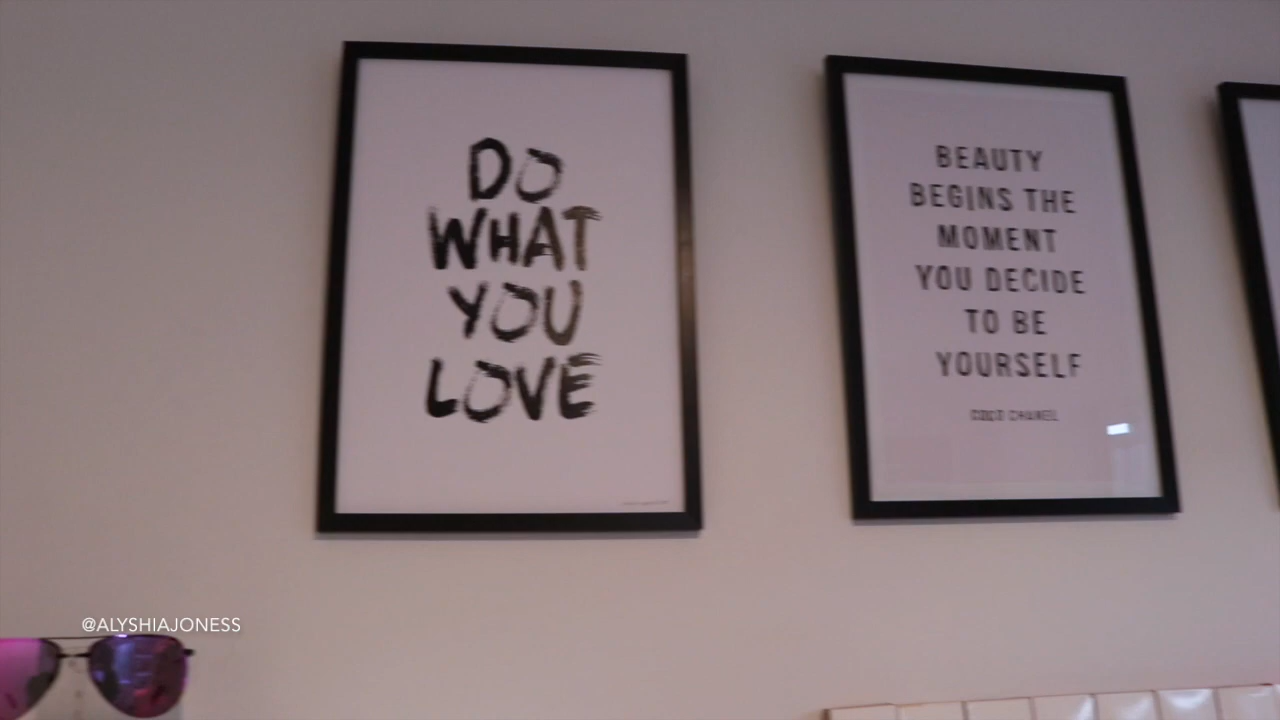 DO
WHAT
YOU
LOVE
BEAUTY
BEGINS THE
MOMENT
YOU DECIDE
TO BE
YOURSELF
COCO CHANEL
@ALYSHIAJONESS